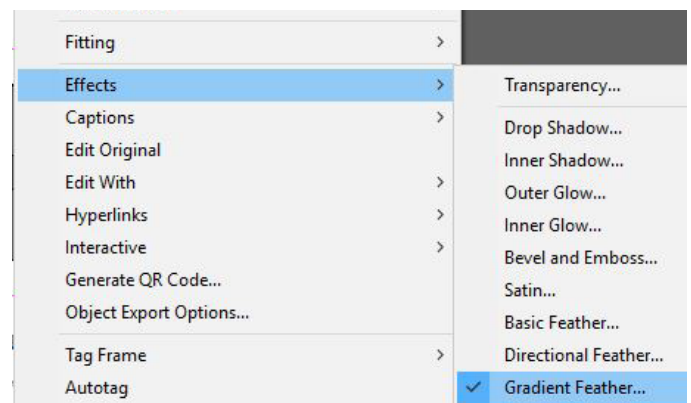 Fitting
Effects
Captions
Edit Original
Edit With
Hyperlinks
Interactive
Generate QR Code...
Object Export Options...
Tag Frame
Autotag
Transparency...
Drop Shadow...
Inner Shadow...
Outer Glow...
Inner Glow...
Bevel and Emboss...
Satin...
Basic Feather...
Directional Feather...
Gradient Feather...